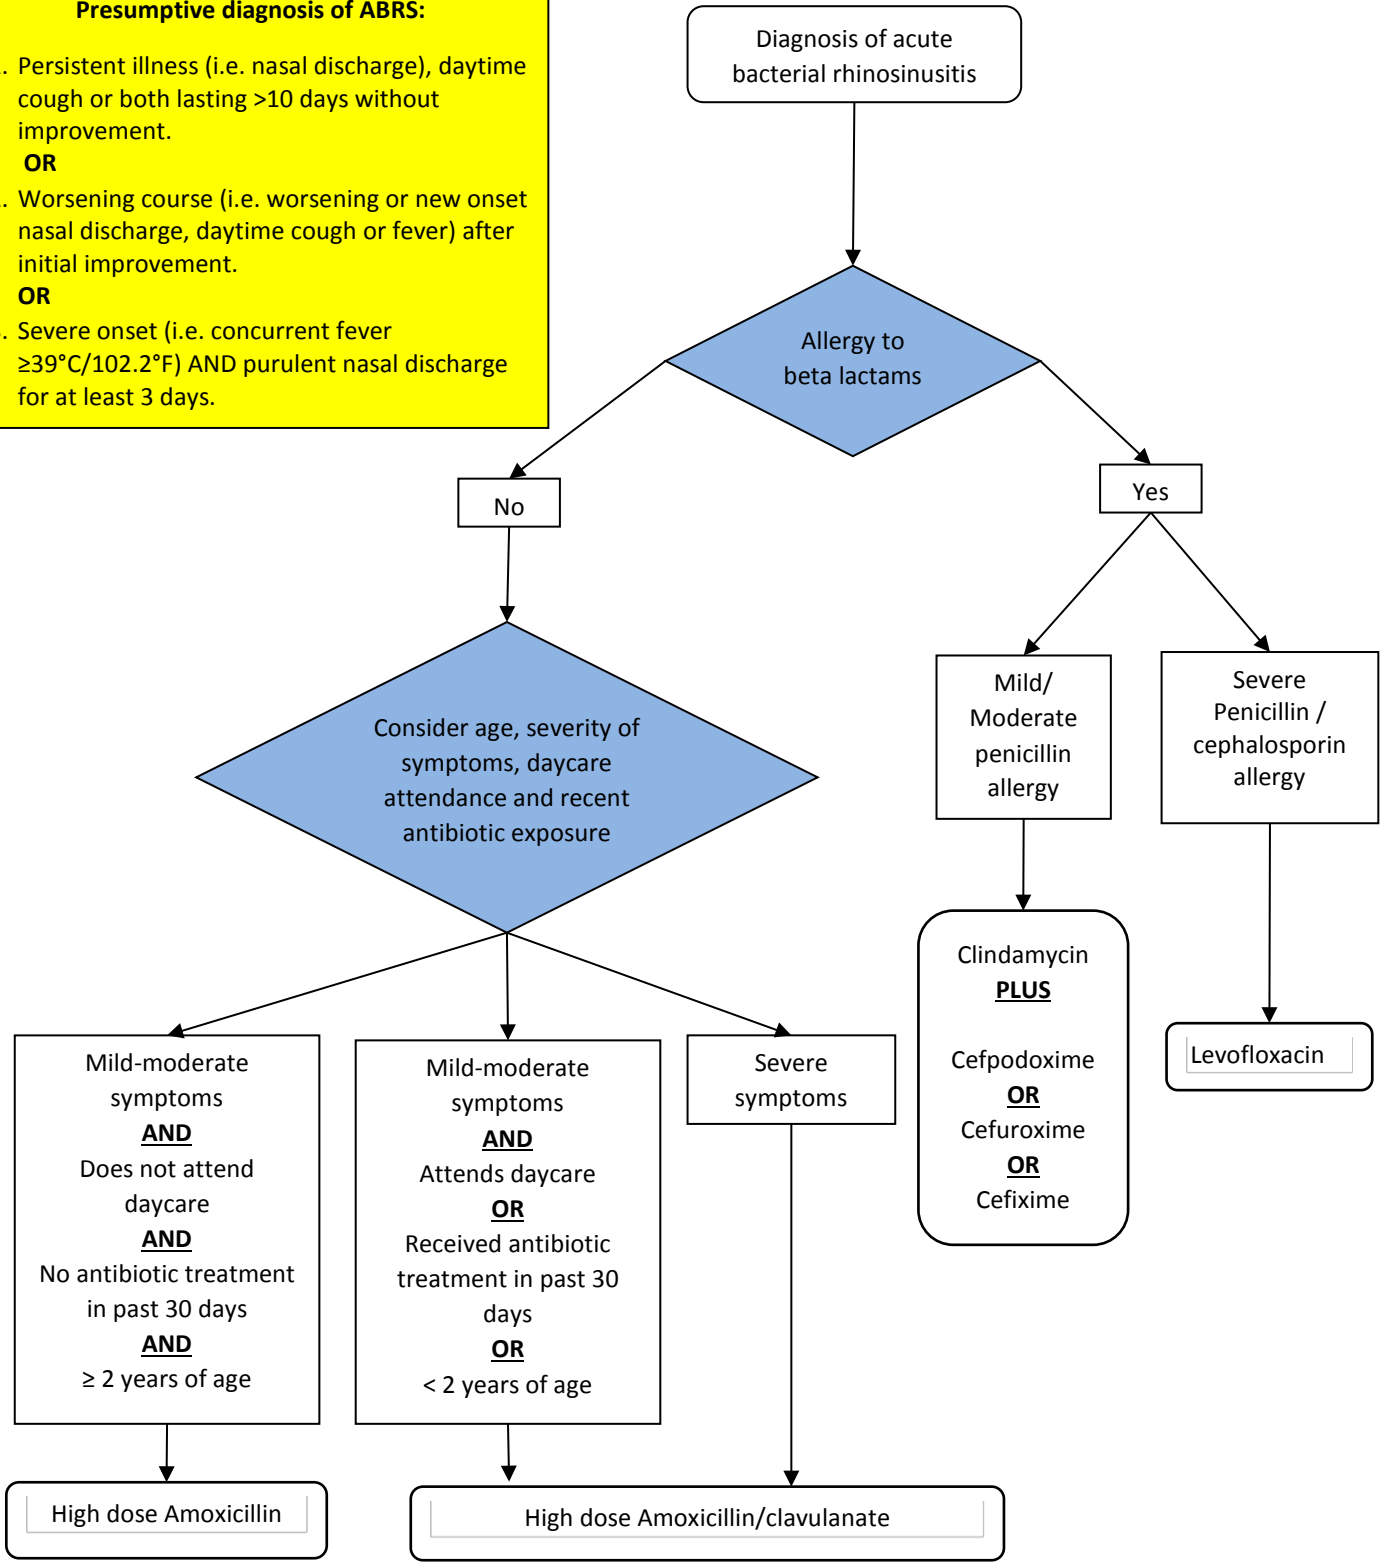 Presumptive diagnosis of ABRS:
. Persistent illness (i.e. nasal discharge), daytime
cough or both lasting >10 days without
improvement.
OR
. Worsening course (i.e. worsening or new onset
nasal discharge, daytime cough or fever) after
initial improvement.
OR
. Severe onset (i.e. concurrent fever
≥39°C/102.2°F) AND purulent nasal discharge
for at least 3 days.
Diagnosis of acute
bacterial rhinosinusitis
Allergy to
beta lactams
No
Yes
Consider age, severity of
symptoms, daycare
attendance and recent
antibiotic exposure
Mild/
Moderate
penicillin
allergy
Severe
Penicillin /
cephalosporin
allergy
Clindamycin
PLUS
Cefpodoxime
OR
Cefuroxime
OR
Cefixime
Levofloxacin
Mild-moderate
symptoms
AND
Does not attend
daycare
AND
No antibiotic treatment
in past 30 days
AND
≥ 2 years of age
Mild-moderate
symptoms
AND
Attends daycare
OR
Received antibiotic
treatment in past 30
days
OR
< 2 years of age
Severe
symptoms
High dose Amoxicillin
High dose Amoxicillin/clavulanate